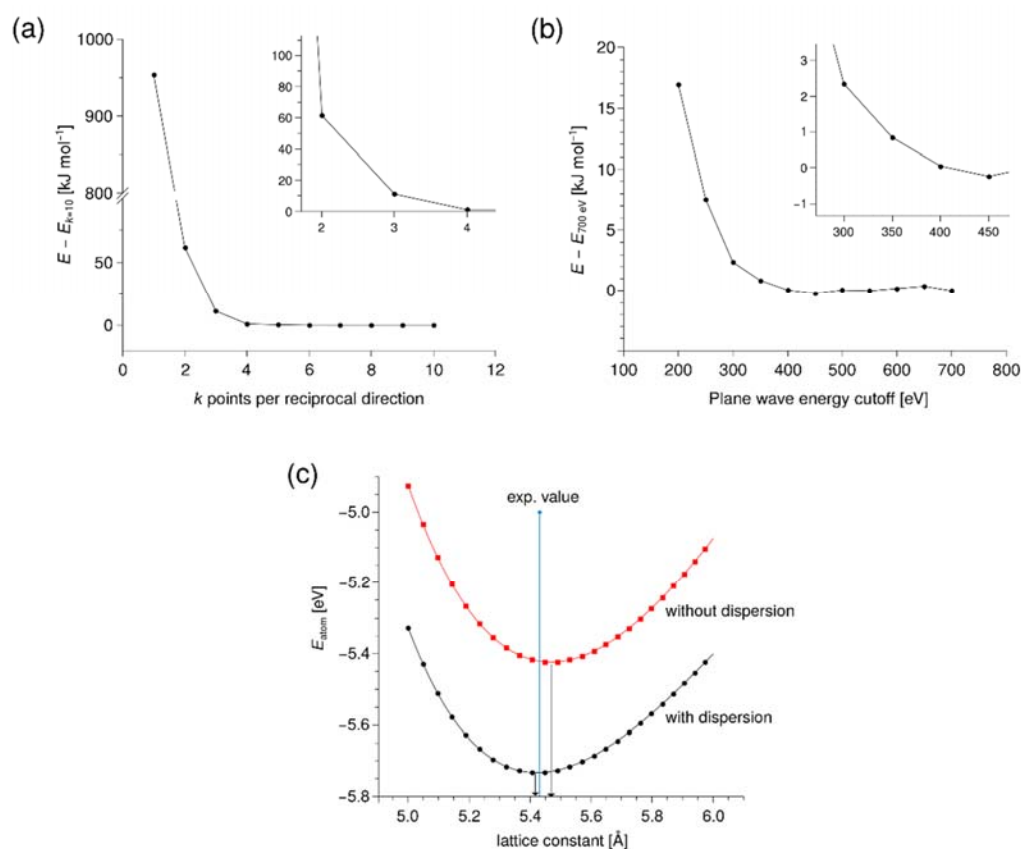 (a)
1000
950
900
800
50
0
E − E_k=10 [kJ mol⁻¹]
0 2 4 6 8 10 12
k points per reciprocal direction
100
80
60
40
20
0
2 3 4
(b)
20
15
10
5
0
E − E_700 eV [kJ mol⁻¹]
100 200 300 400 500 600 700 800
Plane wave energy cutoff [eV]
3
2
1
0
−1
300 350 400 450
(c)
exp. value
−5.0
−5.2
−5.4
−5.6
−5.8
E_atom [eV]
without dispersion
with dispersion
5.0 5.2 5.4 5.6 5.8 6.0
lattice constant [Å]